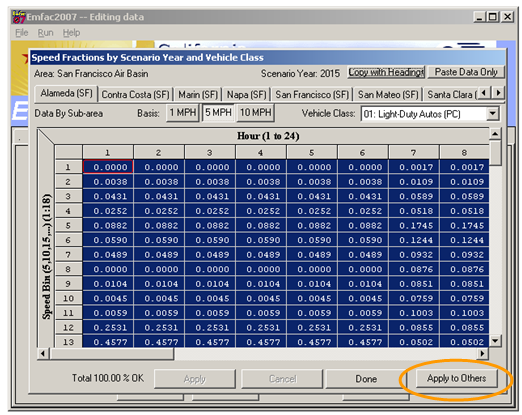 Emfac2007 -- Editing data
File Run Help
Speed Fractions by Scenario Year and Vehicle Class
Area: San Francisco Air Basin Scenario Year: 2015 Copy with Headings Paste Data Only
Alameda (SF) Contra Costa (SF) Marin (SF) Napa (SF) San Francisco (SF) San Mateo (SF) Santa Clara (
Data By Sub-area Basis: 1 MPH 5 MPH 10 MPH Vehicle Class: 01: Light-Duty Autos (PC)
Hour (1 to 24)
1 2 3 4 5 6 7 8
Speed Bin (5,10,15,...) (1:18)
1 0.0000 0.0000 0.0000 0.0000 0.0000 0.0000 0.0017 0.0017
2 0.0038 0.0038 0.0038 0.0038 0.0038 0.0038 0.0109 0.0109
3 0.0431 0.0431 0.0431 0.0431 0.0431 0.0431 0.0589 0.0589
4 0.0252 0.0252 0.0252 0.0252 0.0252 0.0252 0.0518 0.0518
5 0.0882 0.0882 0.0882 0.0882 0.0882 0.0882 0.1745 0.1745
6 0.0590 0.0590 0.0590 0.0590 0.0590 0.0590 0.1244 0.1244
7 0.0489 0.0489 0.0489 0.0489 0.0489 0.0489 0.0932 0.0932
8 0.0000 0.0000 0.0000 0.0000 0.0000 0.0000 0.0876 0.0876
9 0.0104 0.0104 0.0104 0.0104 0.0104 0.0104 0.0851 0.0851
10 0.0045 0.0045 0.0045 0.0045 0.0045 0.0045 0.0759 0.0759
11 0.0059 0.0059 0.0059 0.0059 0.0059 0.0059 0.1003 0.1003
12 0.2531 0.2531 0.2531 0.2531 0.2531 0.2531 0.0855 0.0855
13 0.4577 0.4577 0.4577 0.4577 0.4577 0.4577 0.0502 0.0502
Total 100.00 % OK Apply Cancel Done Apply to Others